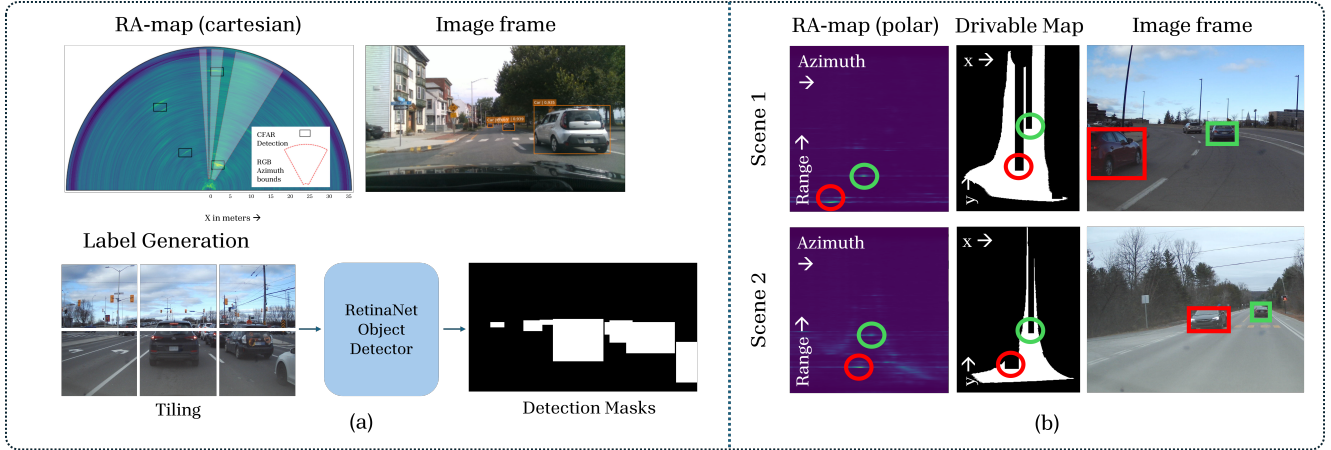 RA-map (cartesian)
Image frame
CFAR
Detection
RGB
Azimuth
bounds
0 5 10 15 20 25 30 35
X in meters →
Label Generation
RetinaNet
Object
Detector
Tiling
Detection Masks
(a)
RA-map (polar)
Drivable Map
Image frame
Scene 1
Azimuth
→
Range →
x →
y →
Scene 2
Azimuth
→
Range →
x →
y →
(b)